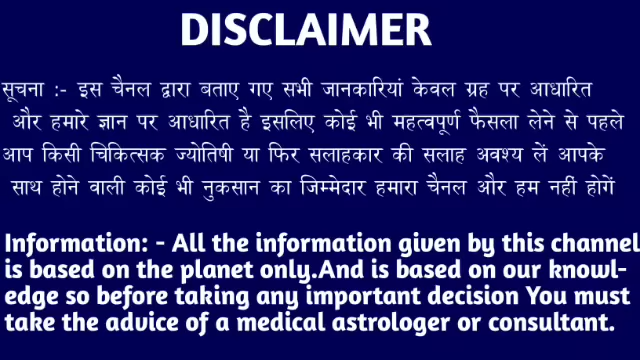 DISCLAIMER
सूचना :- इस चैनल द्वारा बताए गए सभी जानकारियां केवल ग्रह पर आधारित
और हमारे ज्ञान पर आधारित है इसलिए कोई भी महत्वपूर्ण फैसला लेने से पहले
आप किसी चिकित्सक ज्योतिषी या फिर सलाहकार की सलाह अवश्य लें आपके
साथ होने वाली कोई भी नुकसान का जिम्मेदार हमारा चैनल और हम नहीं होगें
Information: - All the information given by this channel
is based on the planet only.And is based on our knowl-
edge so before taking any important decision You must
take the advice of a medical astrologer or consultant.